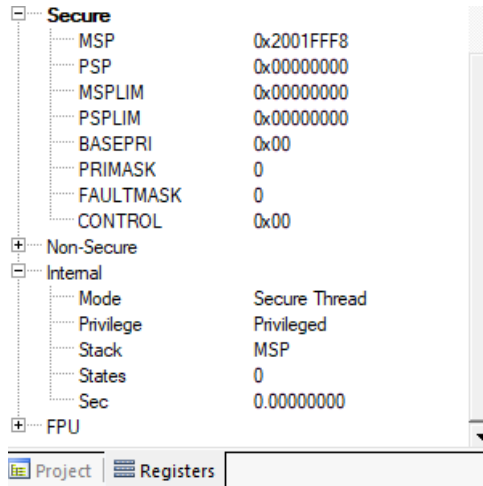 Secure
MSP 0x2001FFF8
PSP 0x00000000
MSPLIM 0x00000000
PSPLIM 0x00000000
BASEPRI 0x00
PRIMASK 0
FAULTMASK 0
CONTROL 0x00
Non-Secure
Internal
Mode Secure Thread
Privilege Privileged
Stack MSP
States 0
Sec 0.00000000
FPU
Project Registers